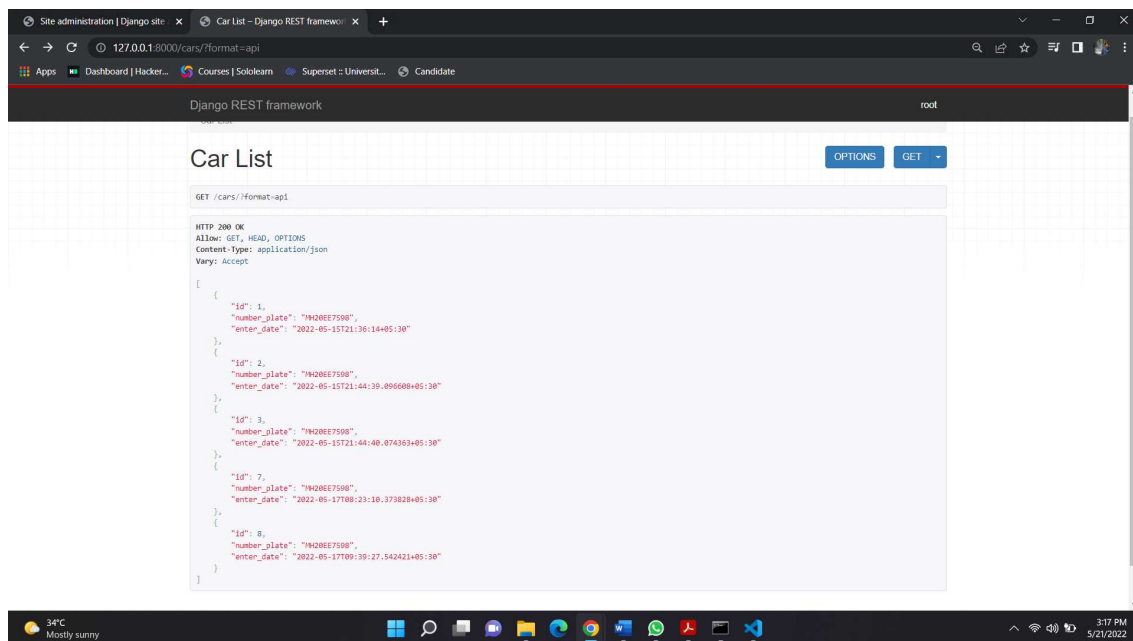 Site administration | Django site
Car List – Django REST framewor
127.0.0.1:8000/cars/?format=api
Apps
Dashboard | Hacker...
Courses | Sololearn
Superset :: Universit...
Candidate
Django REST framework
root
Car List
Car List
OPTIONS
GET
GET /cars/?format=api
HTTP 200 OK
Allow: GET, HEAD, OPTIONS
Content-Type: application/json
Vary: Accept
[
{
"id": 1,
"number_plate": "MH20EE7598",
"enter_date": "2022-05-15T21:36:14+05:30"
},
{
"id": 2,
"number_plate": "MH20EE7598",
"enter_date": "2022-05-15T21:44:39.096608+05:30"
},
{
"id": 3,
"number_plate": "MH20EE7598",
"enter_date": "2022-05-15T21:44:40.074363+05:30"
},
{
"id": 7,
"number_plate": "MH20EE7598",
"enter_date": "2022-05-17T08:23:10.373828+05:30"
},
{
"id": 8,
"number_plate": "MH20EE7598",
"enter_date": "2022-05-17T09:39:27.542421+05:30"
}
]
34°C
Mostly sunny
3:17 PM
5/21/2022